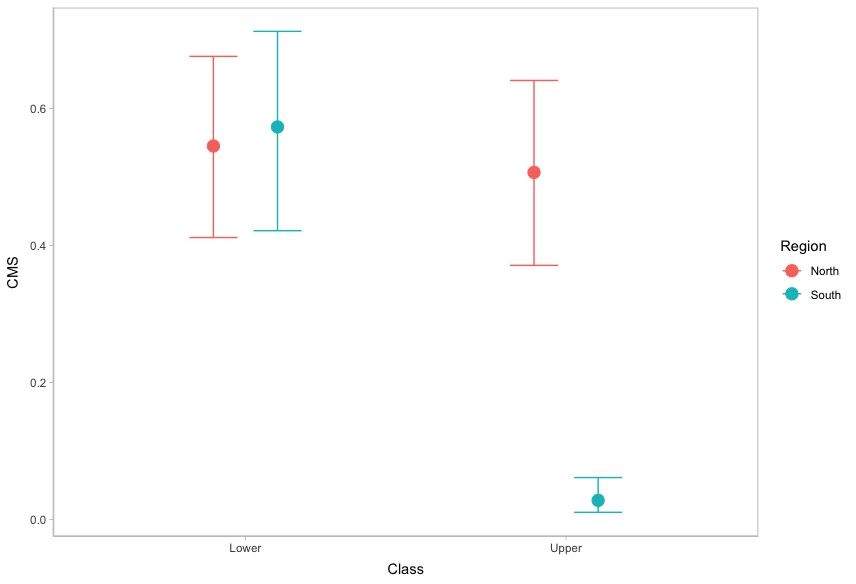 CMS
0.6
0.4
0.2
0.0
Lower
Upper
Class
Region
North
South